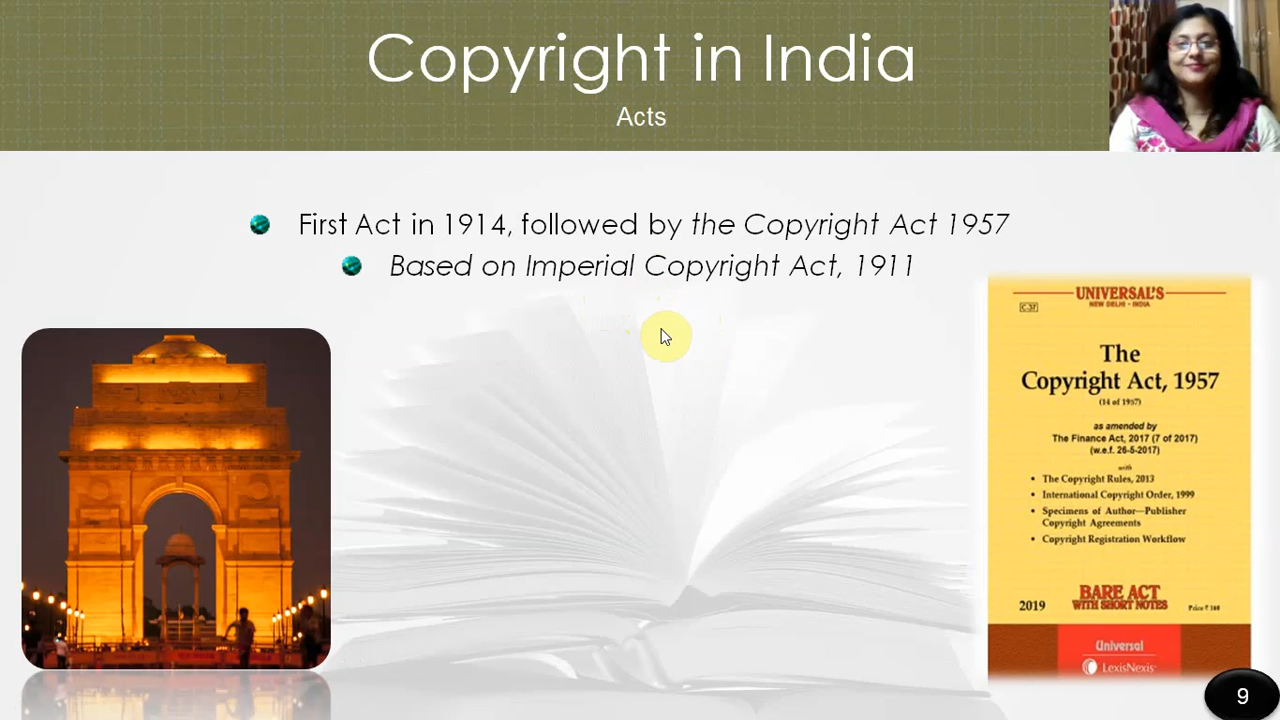 Copyright in India
Acts
First Act in 1914, followed by the Copyright Act 1957
Based on Imperial Copyright Act, 1911
UNIVERSAL'S
NEW DELHI - INDIA
C-37
The
Copyright Act, 1957
(14 of 1957)
as amended by
The Finance Act, 2017 (7 of 2017)
(w.e.f. 26-5-2017)
with
• The Copyright Rules, 2013
• International Copyright Order, 1999
• Specimens of Author—Publisher
Copyright Agreements
• Copyright Registration Workflow
BARE ACT
WITH SHORT NOTES
2019
Price ₹
Universal
LexisNexis
9